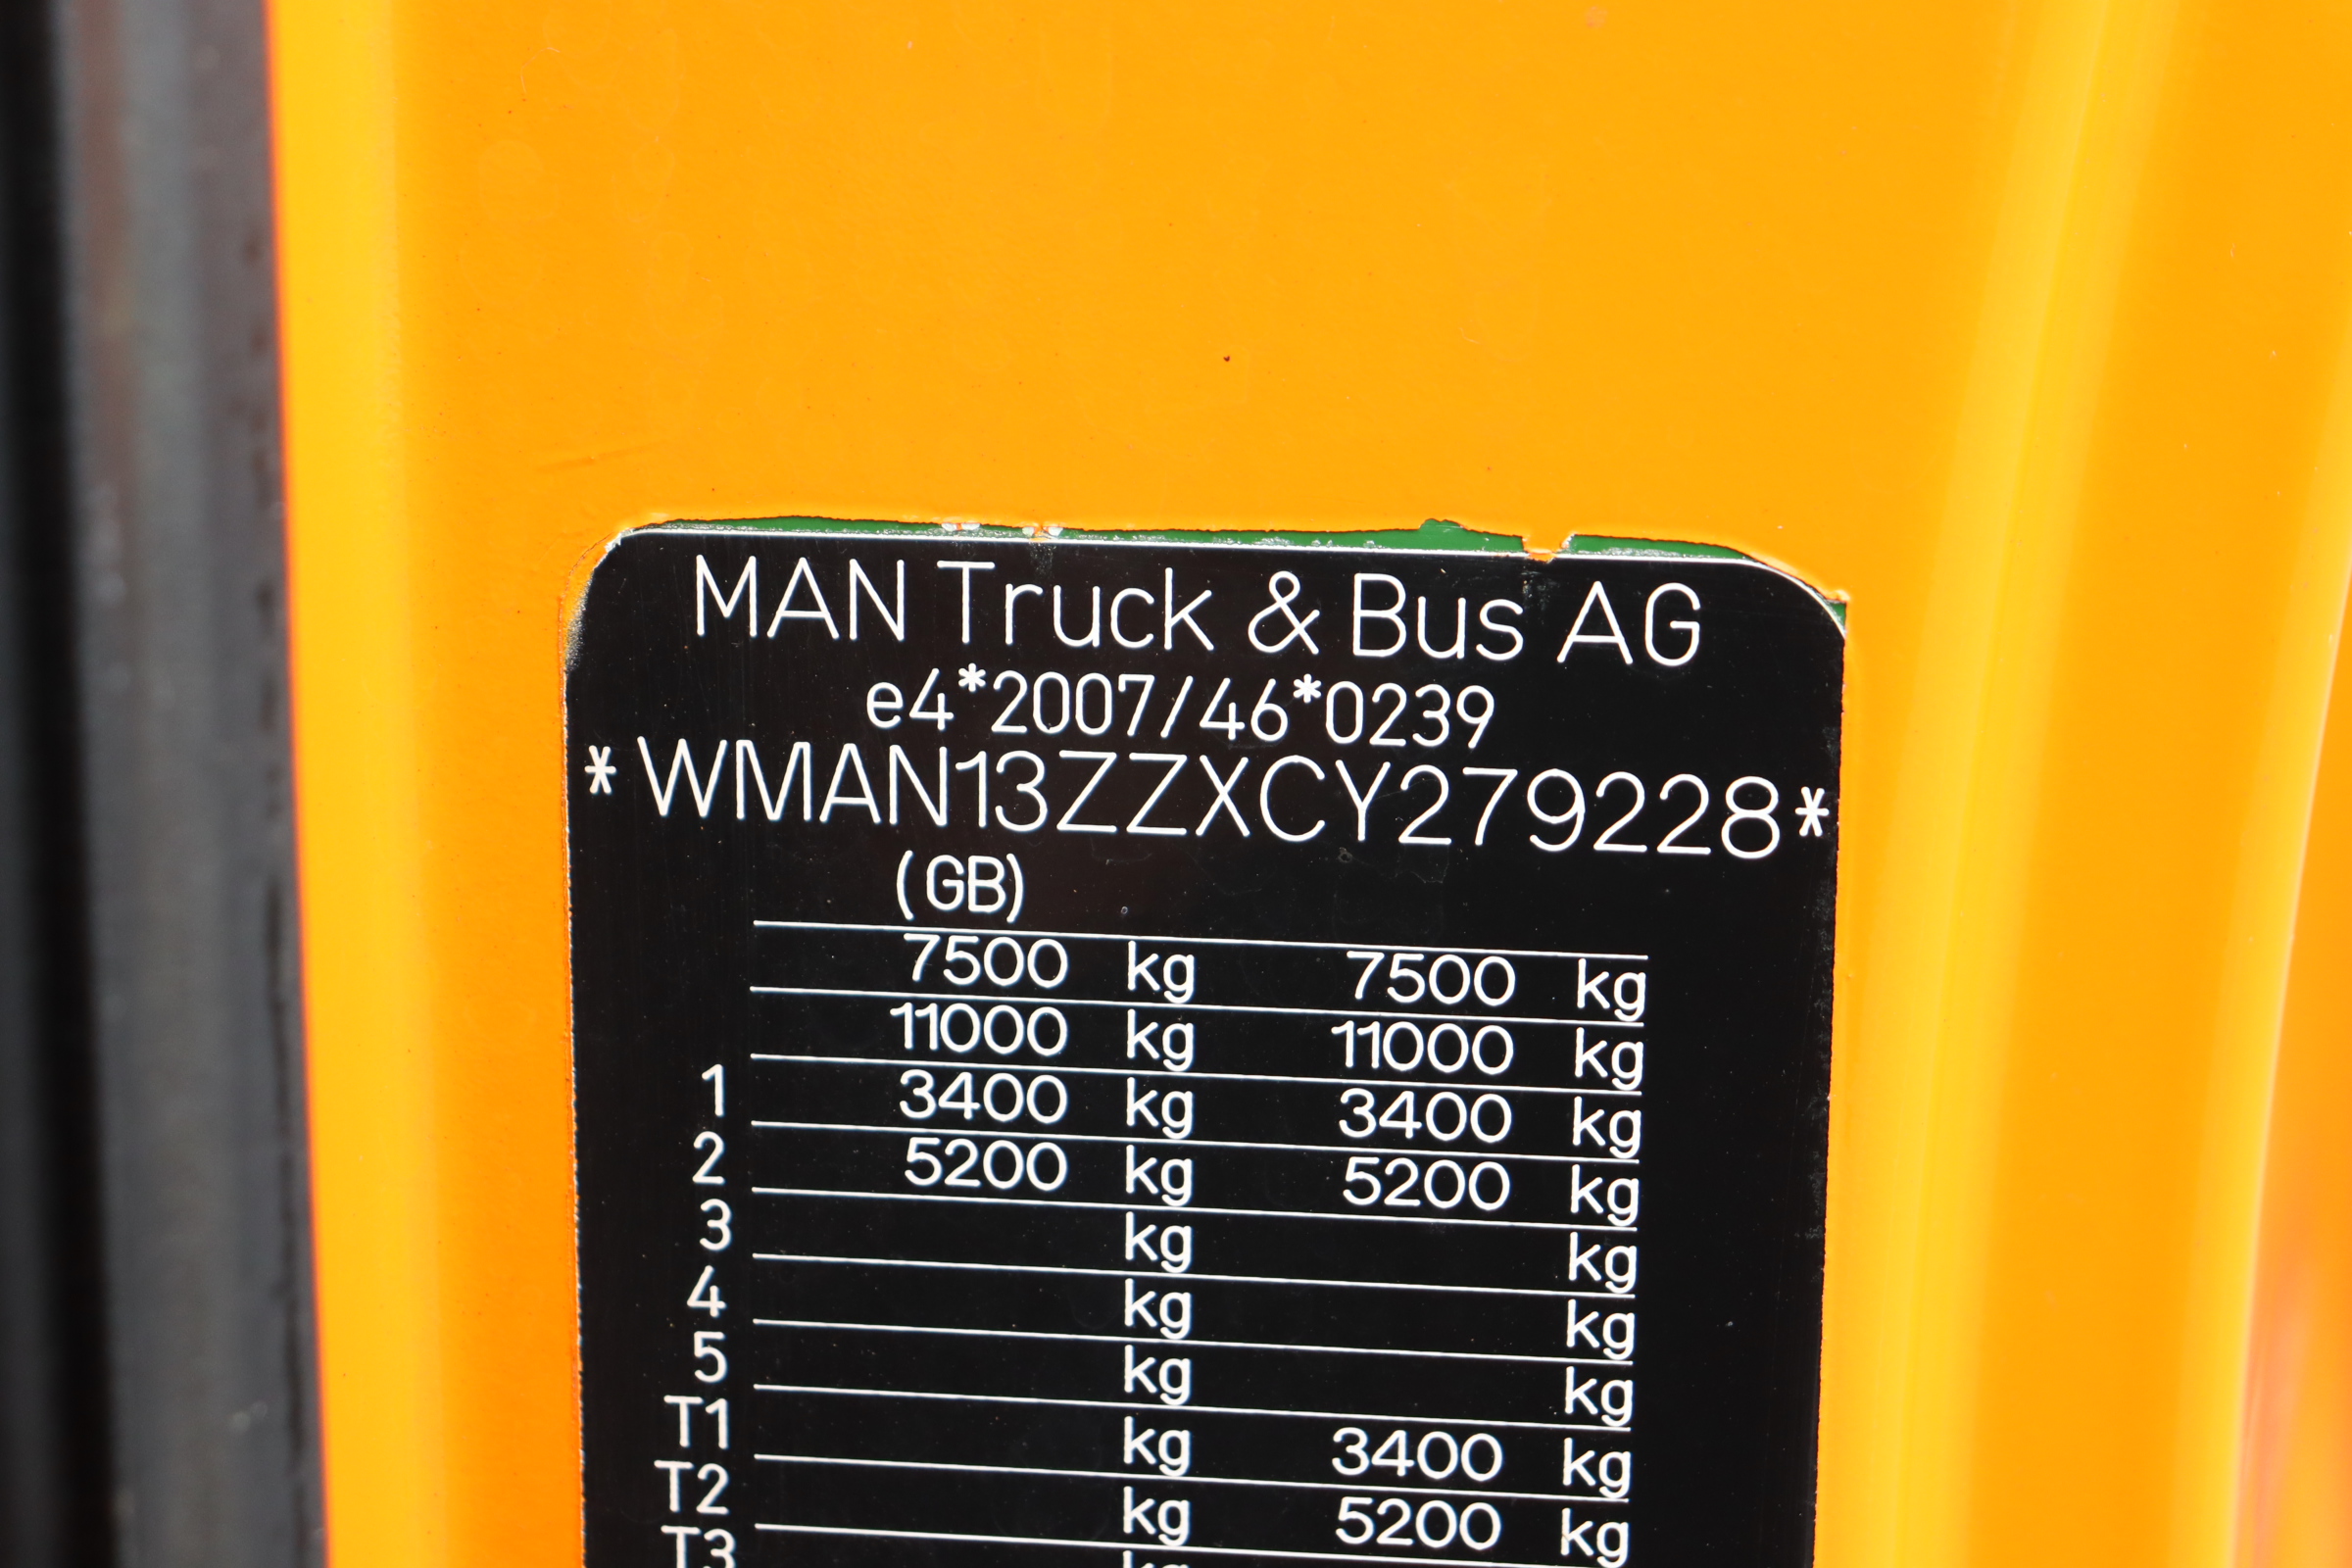 MAN Truck & Bus AG
e4*2007/46*0239
*WMAN13ZZXCY279228*
(GB)
7500 kg 7500 kg
11000 kg 11000 kg
1 3400 kg 3400 kg
2 5200 kg 5200 kg
3 kg kg
4 kg kg
5 kg kg
T1 kg 3400 kg
T2 kg 5200 kg
T3 kg